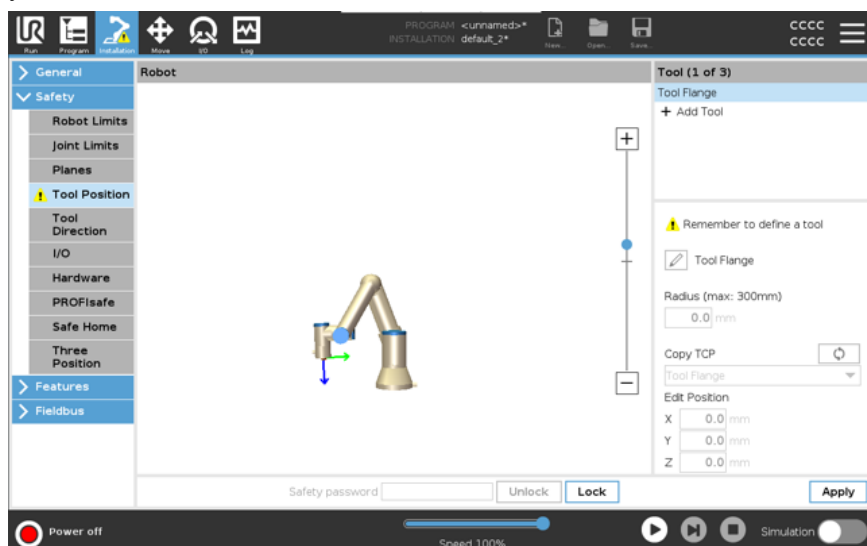 PROGRAM <unnamed>*
INSTALLATION default_2*
CCCC
CCCC
UR
Run
Program
Installation
Move
I/O
Log
New...
Open...
Save...
General
Safety
Robot Limits
Joint Limits
Planes
Tool Position
Tool
Direction
I/O
Hardware
PROFIsafe
Safe Home
Three
Position
Features
Fieldbus
Robot
Tool (1 of 3)
Tool Flange
+ Add Tool
Remember to define a tool
Tool Flange
Radius (max: 300mm)
0.0 mm
Copy TCP
Tool Flange
Edit Position
X 0.0 mm
Y 0.0 mm
Z 0.0 mm
Safety password Unlock Lock
Apply
Power off
Speed 100%
Simulation